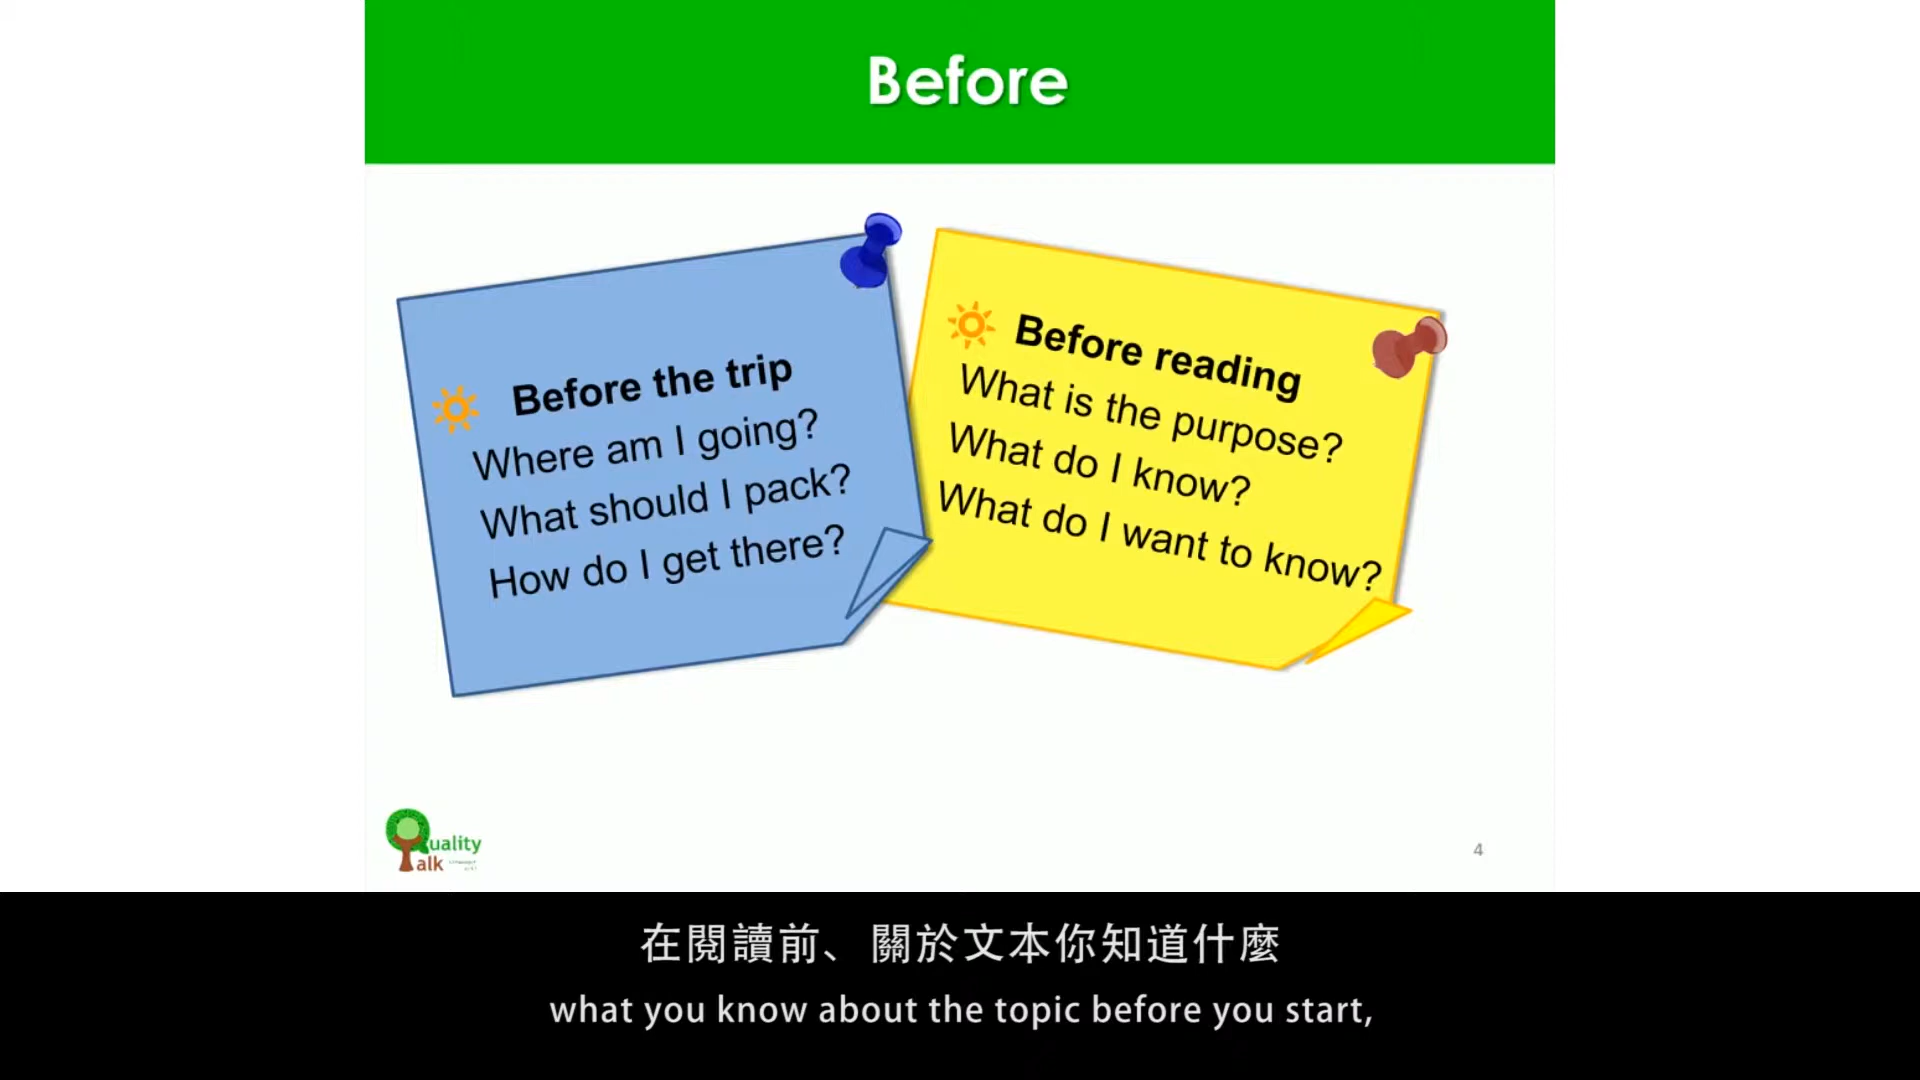 Before
Before the trip
Where am I going?
What should I pack?
How do I get there?
Before reading
What is the purpose?
What do I know?
What do I want to know?
Quality
Talk
4
在閱讀前、關於文本你知道什麼
what you know about the topic before you start,